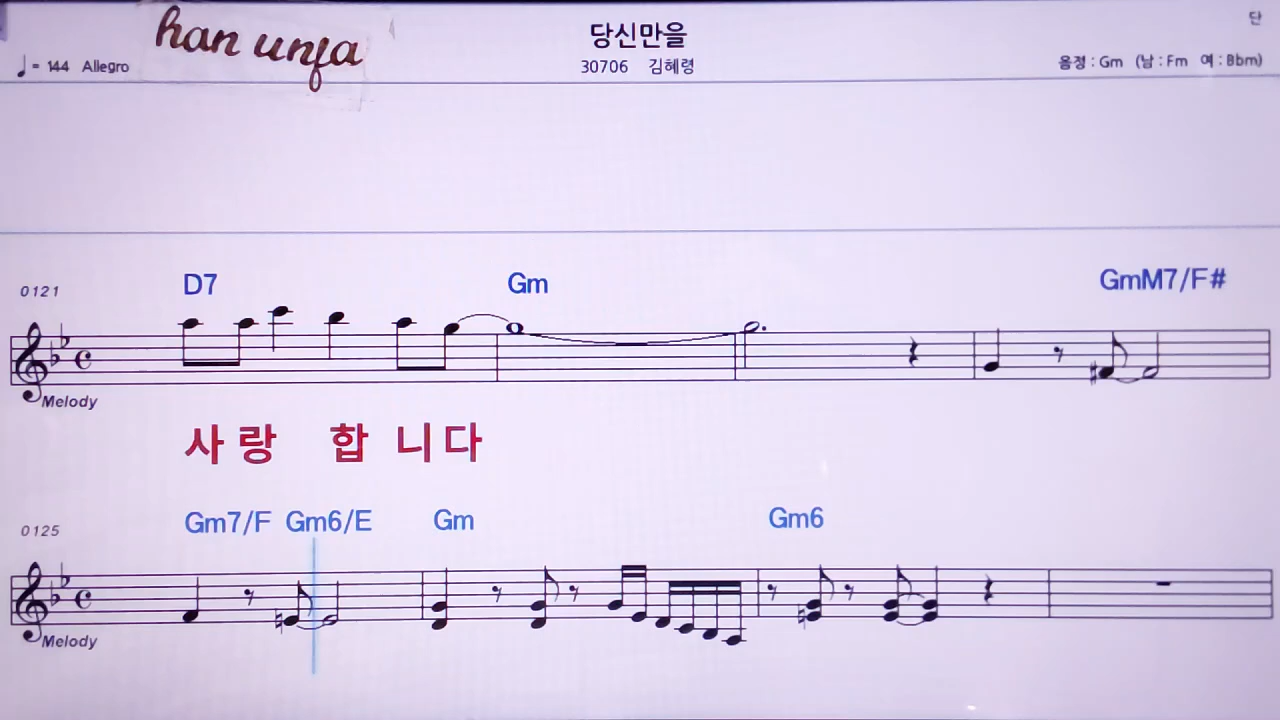 han unfa
당신만을
단
♩= 144 Allegro
30706 김혜령
음정 : Gm (남 : Fm 여 : Bbm)
D7 Gm GmM7/F#
0121
Melody
사 랑 합 니 다
Gm7/F Gm6/E Gm Gm6
0125
Melody